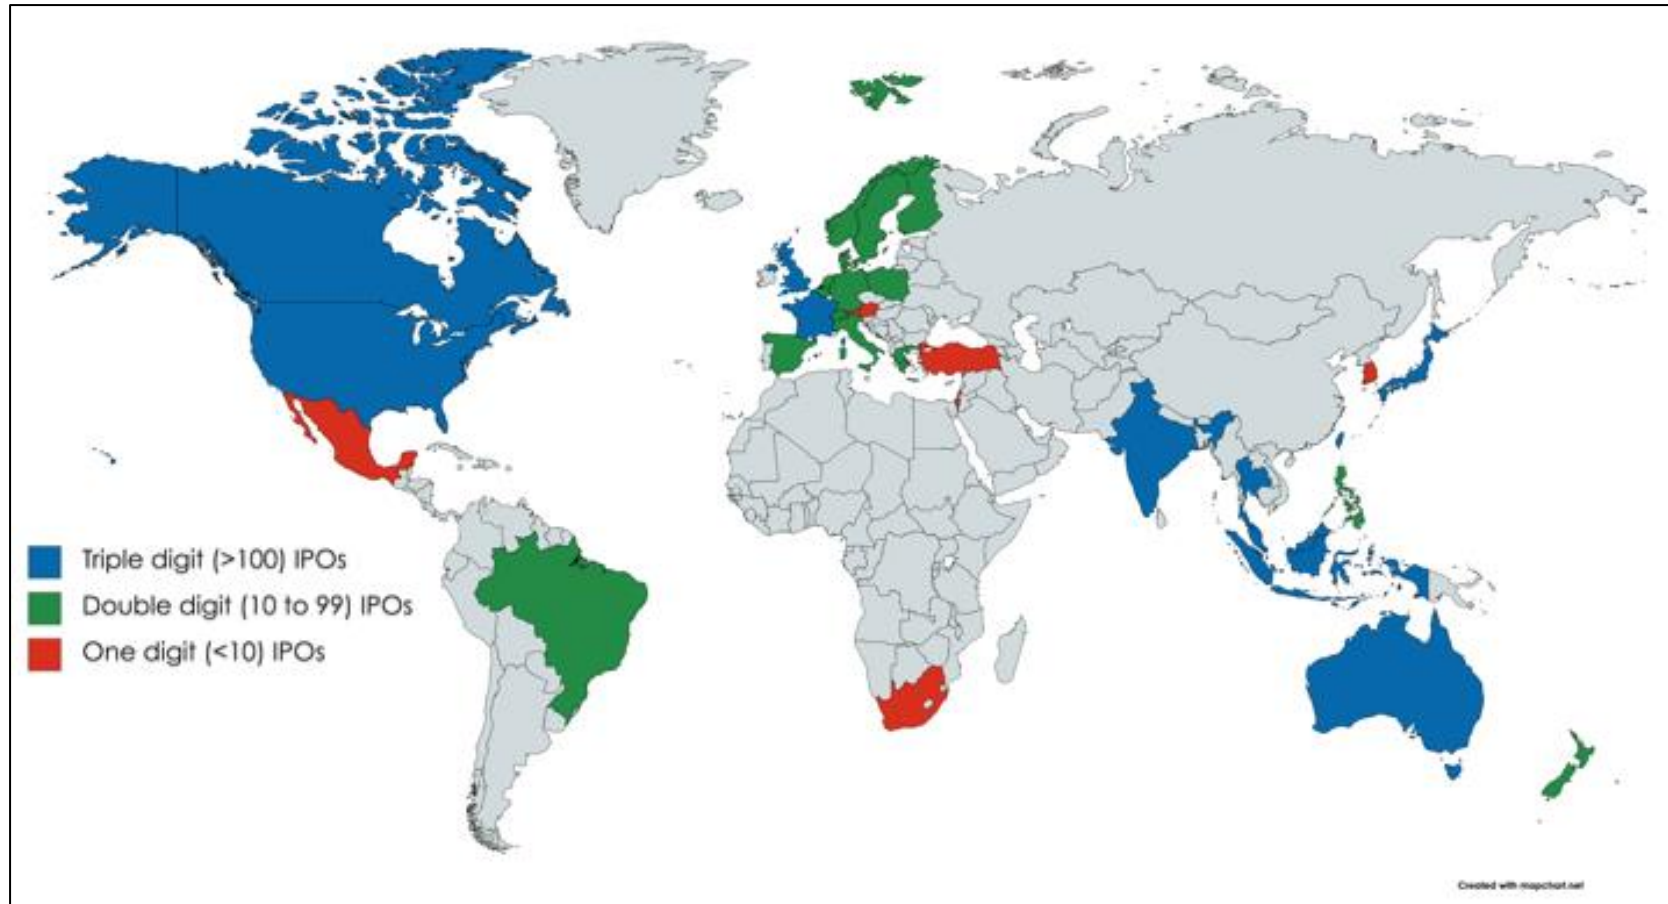 Triple digit (>100) IPOs
Double digit (10 to 99) IPOs
One digit (<10) IPOs
Created with mapchart.net